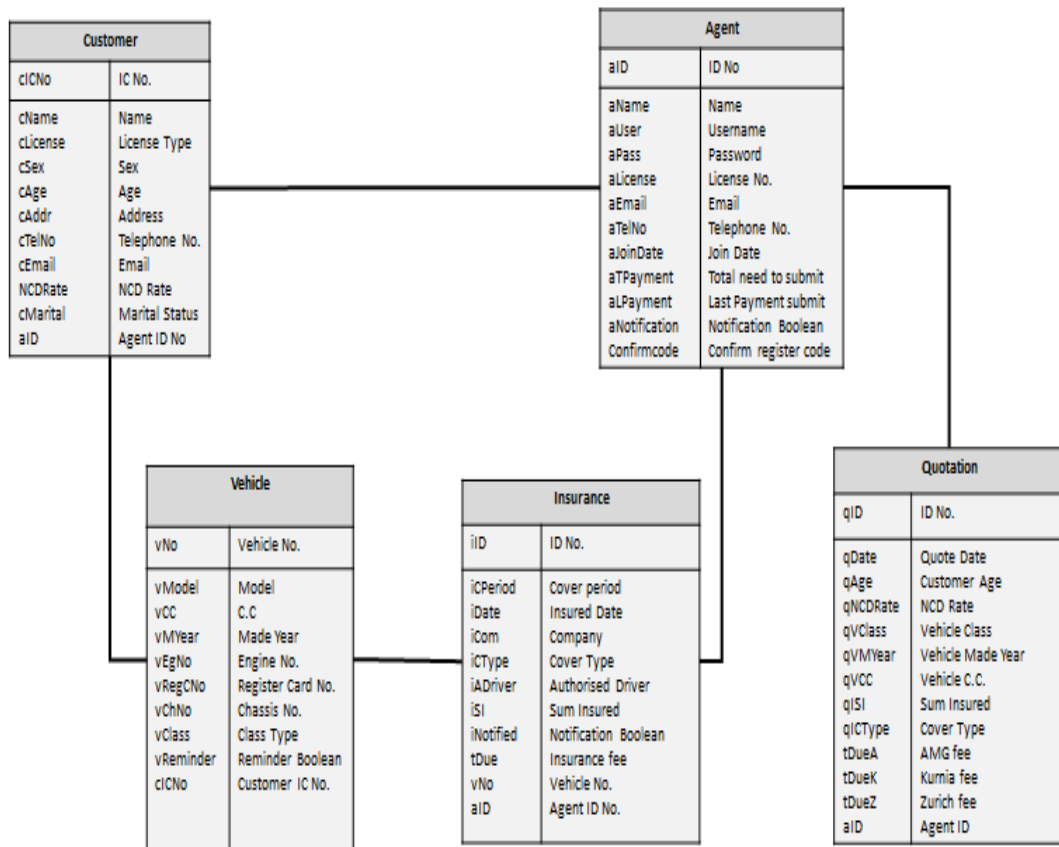 Customer
cICNo IC No.
cName Name
cLicense License Type
cSex Sex
cAge Age
cAddr Address
cTelNo Telephone No.
cEmail Email
NCDRate NCD Rate
cMarital Marital Status
aID Agent ID No
Agent
aID ID No
aName Name
aUser Username
aPass Password
aLicense License No.
aEmail Email
aTelNo Telephone No.
aJoinDate Join Date
aTPayment Total need to submit
aLPayment Last Payment submit
aNotification Notification Boolean
Confirmcode Confirm register code
Vehicle
vNo Vehicle No.
vModel Model
vCC C.C
vMYear Made Year
vEgNo Engine No.
vRegCNo Register Card No.
vChNo Chassis No.
vClass Class Type
vReminder Reminder Boolean
cICNo Customer IC No.
Insurance
iID ID No.
iCPeriod Cover period
iDate Insured Date
iCom Company
iCType Cover Type
iADriver Authorised Driver
iSI Sum Insured
iNotified Notification Boolean
tDue Insurance fee
vNo Vehicle No.
aID Agent ID No.
Quotation
qID ID No.
qDate Quote Date
qAge Customer Age
qNCDRate NCD Rate
qVClass Vehicle Class
qVMYear Vehicle Made Year
qVCC Vehicle C.C.
qISI Sum Insured
qICType Cover Type
tDueA AMG fee
tDueK Kurnia fee
tDueZ Zurich fee
aID Agent ID